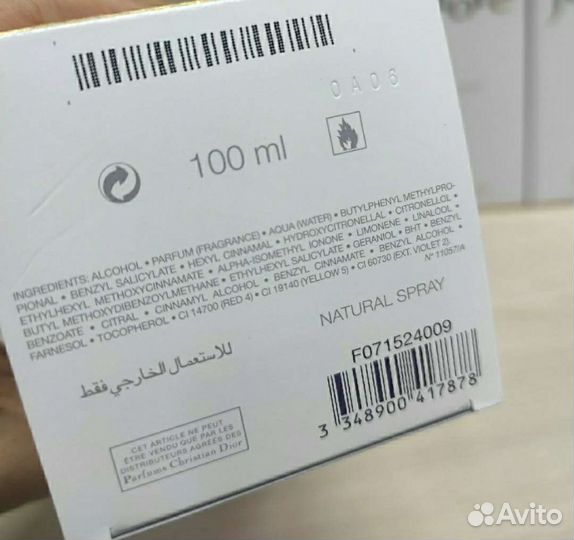 0A06
100 ml
INGREDIENTS: ALCOHOL • PARFUM (FRAGRANCE) • AQUA (WATER) • BUTYLPHENYL METHYLPRO-
PIONAL • BENZYL SALICYLATE • HEXYL CINNAMAL • HYDROXYCITRONELLAL • CITRONELLOL •
ETHYLHEXYL METHOXYCINNAMATE • ALPHA-ISOMETHYL IONONE • LIMONENE • LINALOOL •
BUTYL METHOXYDIBENZOYLMETHANE • ETHYLHEXYL SALICYLATE • GERANIOL • BHT • BENZYL
BENZOATE • CITRAL • CINNAMYL ALCOHOL • BENZYL CINNAMATE • BENZYL ALCOHOL •
FARNESOL • TOCOPHEROL • CI 14700 (RED 4) • CI 19140 (YELLOW 5) • CI 60730 (EXT. VIOLET 2).
N° 11057/A
NATURAL SPRAY
للاستعمال الخارجي فقط
F071524009
3 348900 417878
CET ARTICLE NE PEUT
ÊTRE VENDU QUE PAR LES
DISTRIBUTEURS AGRÉÉS DES
Parfums Christian Dior
Avito